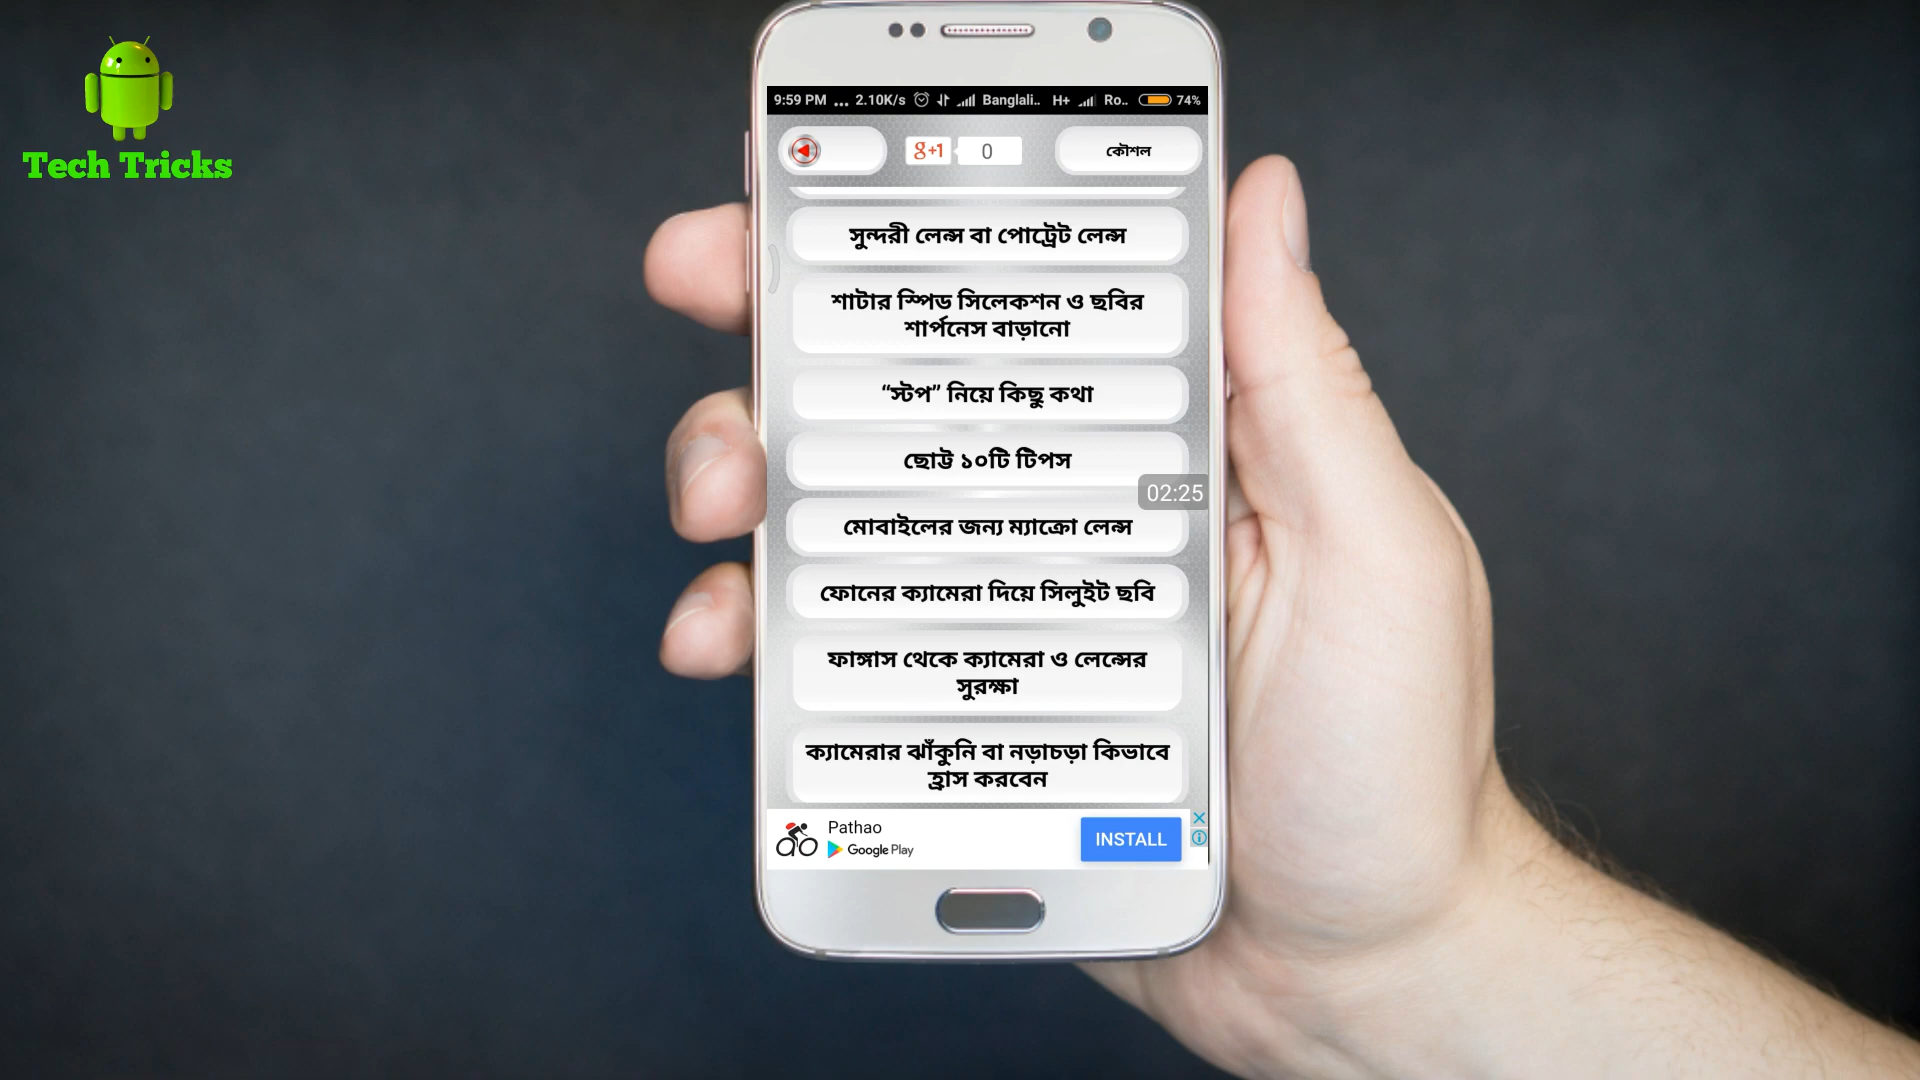 Tech Tricks
9:59 PM ... 2.10K/s Banglali.. H+ Ro.. 74%
g+1 0 কৌশল
সুন্দরী লেন্স বা পোট্রেট লেন্স
শাটার স্পিড সিলেকশন ও ছবির
শার্পনেস বাড়ানো
“স্টপ” নিয়ে কিছু কথা
ছোট্ট ১০টি টিপস
02:25
মোবাইলের জন্য ম্যাক্রো লেন্স
ফোনের ক্যামেরা দিয়ে সিলুইট ছবি
ফাঙ্গাস থেকে ক্যামেরা ও লেন্সের
সুরক্ষা
ক্যামেরার ঝাঁকুনি বা নড়াচড়া কিভাবে
হ্রাস করবেন
Pathao
Google Play
INSTALL